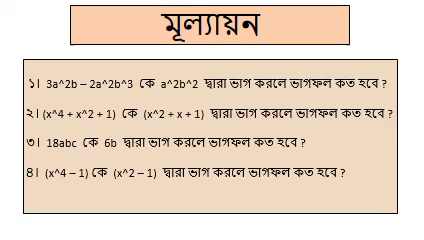 মূল্যায়ন
১। 3a^2b – 2a^2b^3 কে a^2b^2 দ্বারা ভাগ করলে ভাগফল কত হবে ?
২। (x^4 + x^2 + 1) কে (x^2 + x + 1) দ্বারা ভাগ করলে ভাগফল কত হবে ?
৩। 18abc কে 6b দ্বারা ভাগ করলে ভাগফল কত হবে ?
৪। (x^4 – 1) কে (x^2 – 1) দ্বারা ভাগ করলে ভাগফল কত হবে ?